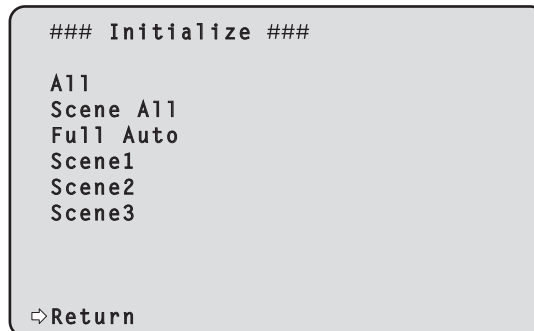 ### Initialize ###
All
Scene All
Full Auto
Scene1
Scene2
Scene3
⇨Return